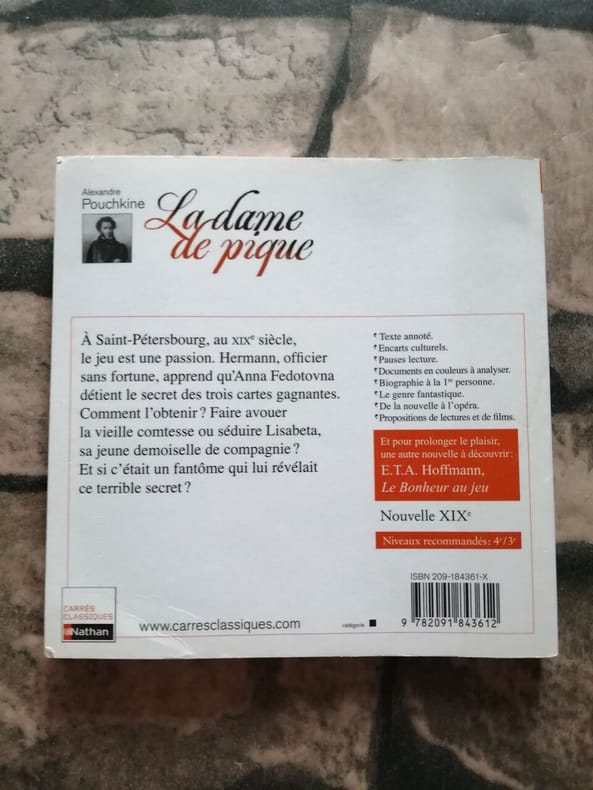 Alexandre
Pouchkine
La dame
de pique
À Saint-Pétersbourg, au XIXe siècle,
le jeu est une passion. Hermann, officier
sans fortune, apprend qu'Anna Fedotovna
détient le secret des trois cartes gagnantes.
Comment l'obtenir ? Faire avouer
la vieille comtesse ou séduire Lisabeta,
sa jeune demoiselle de compagnie ?
Et si c'était un fantôme qui lui révélait
ce terrible secret ?
Texte annoté.
Encarts culturels.
Pauses lecture.
Documents en couleurs à analyser.
Biographie à la 1re personne.
Le genre fantastique.
De la nouvelle à l'opéra.
Propositions de lectures et de films.
Et pour prolonger le plaisir,
une autre nouvelle à découvrir :
E.T.A. Hoffmann,
Le Bonheur au jeu
Nouvelle XIXe
Niveaux recommandés : 4e/3e
ISBN 209-184361-X
9 782091 843612
CARRÉS
CLASSIQUES
Nathan
www.carresclassiques.com
catégorie